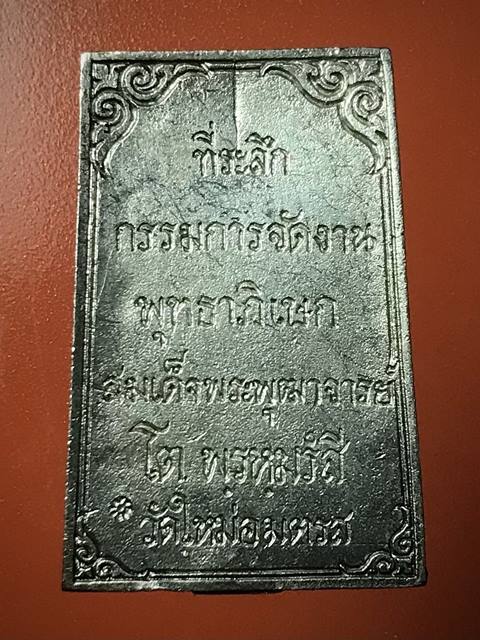 ที่ระลึก
กรรมการจัดงาน
พุทธาภิเษก
สมเด็จพระพุฒาจารย์
โต พฺรหฺมรํสี
วัดใหม่อมตรส